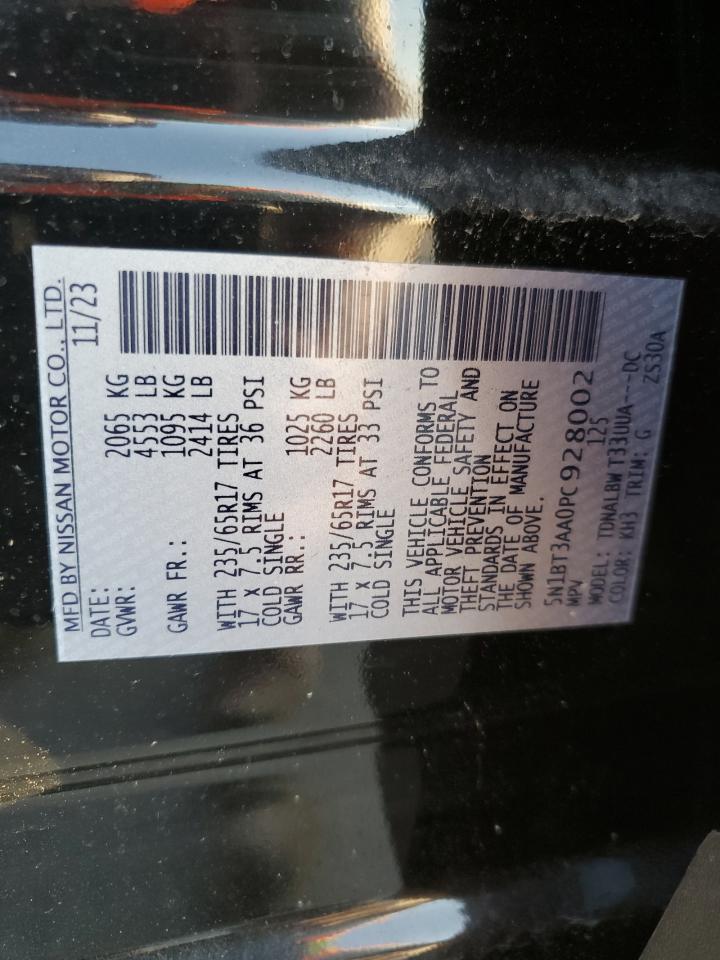 MFD BY NISSAN MOTOR CO., LTD.
DATE: 11/23
GVWR: 2065 KG
4553 LB
GAWR FR.: 1095 KG
2414 LB
WITH 235/65R17 TIRES
17 X 7.5 RIMS AT 36 PSI
COLD SINGLE
GAWR RR.: 1025 KG
2260 LB
WITH 235/65R17 TIRES
17 X 7.5 RIMS AT 33 PSI
COLD SINGLE
THIS VEHICLE CONFORMS TO
ALL APPLICABLE FEDERAL
MOTOR VEHICLE SAFETY AND
THEFT PREVENTION
STANDARDS IN EFFECT ON
THE DATE OF MANUFACTURE
SHOWN ABOVE.
5N1BT3AA0PC928002
MPV 125
MODEL: TDNALBW T33UUA---DC
COLOR: KH3 TRIM: G ZS30A